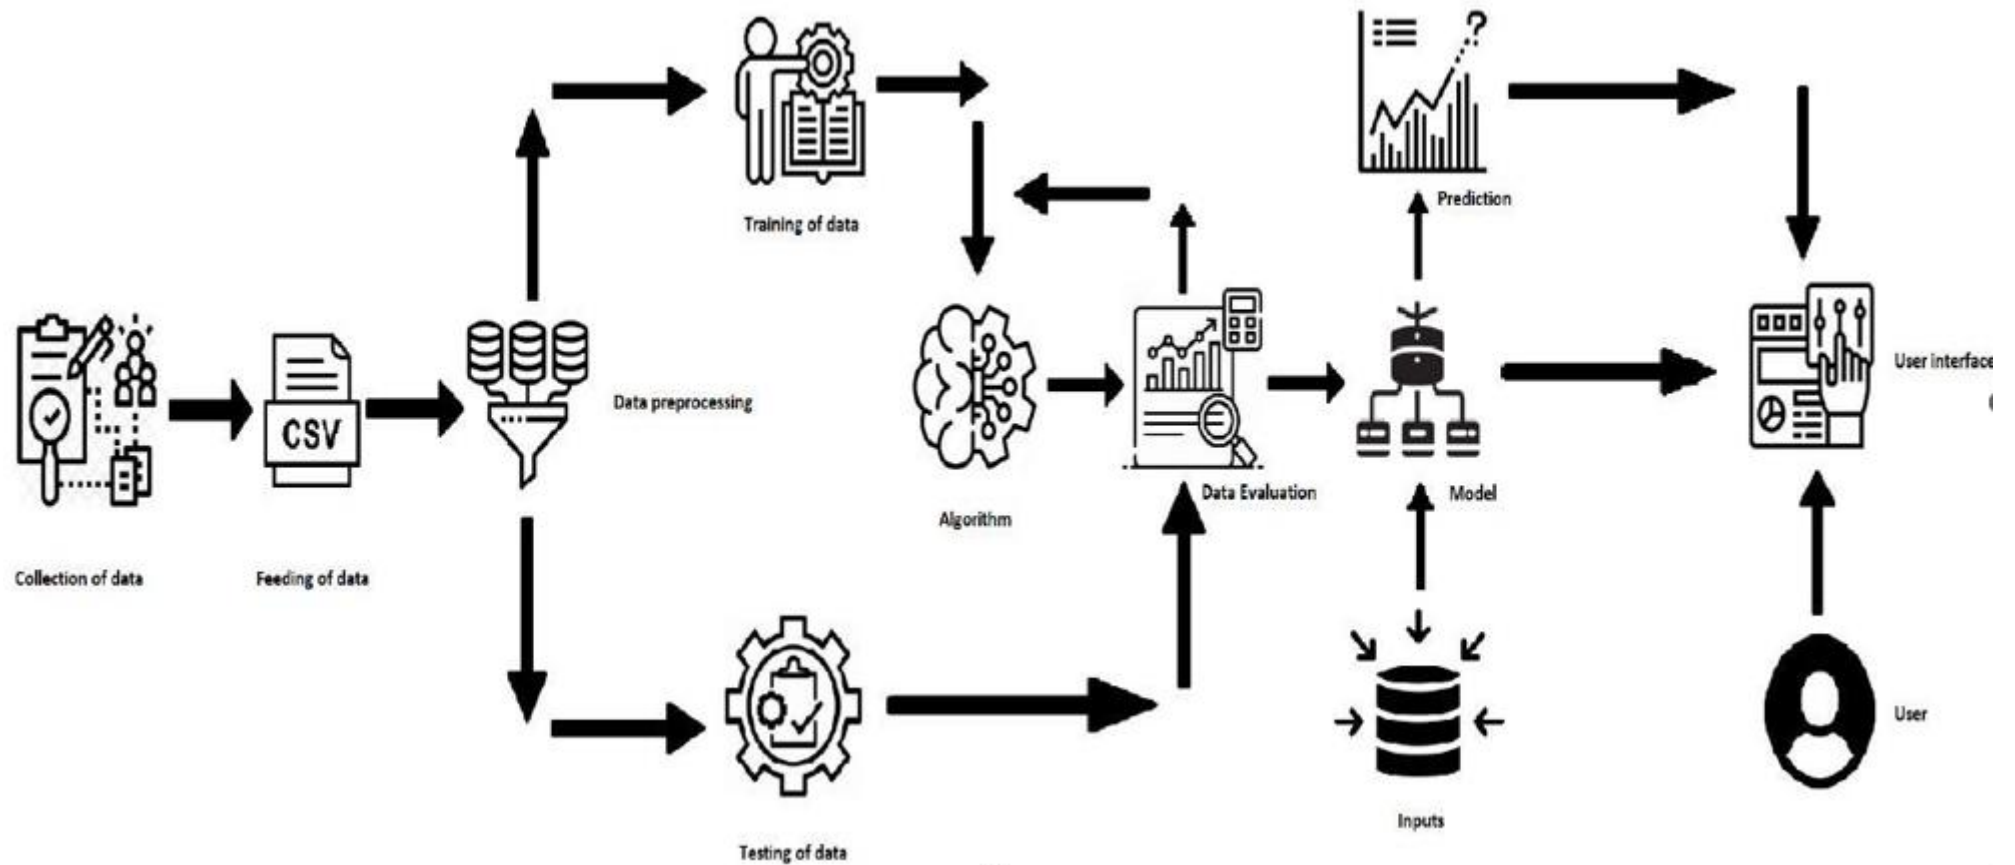 Training of data
Prediction
CSV
Data preprocessing
User interface
Data Evaluation
Model
Algorithm
Collection of data
Feeding of data
User
Inputs
Testing of data